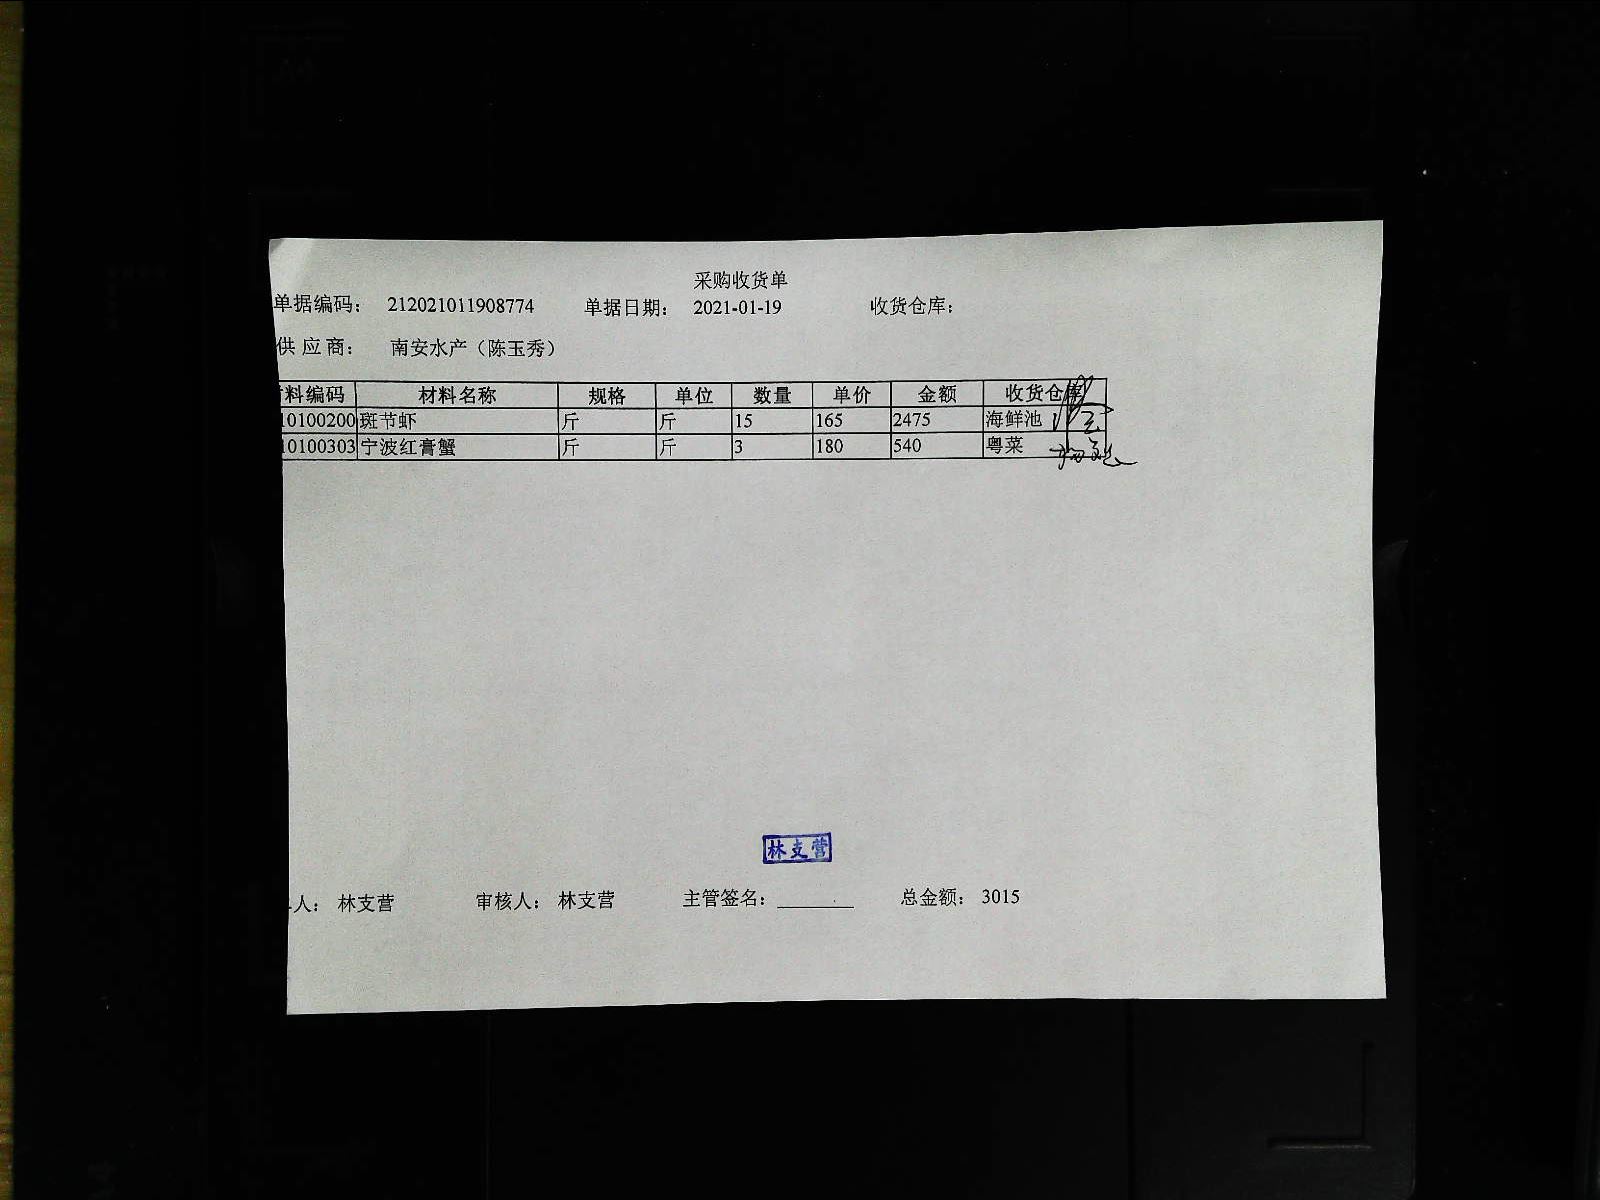 采购收货单
单据编码： 212021011908774 单据日期： 2021-01-19 收货仓库：
供应商： 南安水产（陈玉秀）
料编码 材料名称 规格 单位 数量 单价 金额 收货仓库
10100200 斑节虾 斤 斤 15 165 2475 海鲜池
10100303 宁波红膏蟹 斤 斤 3 180 540 粤菜
林支营
人： 林支营 审核人： 林支营 主管签名： 总金额： 3015